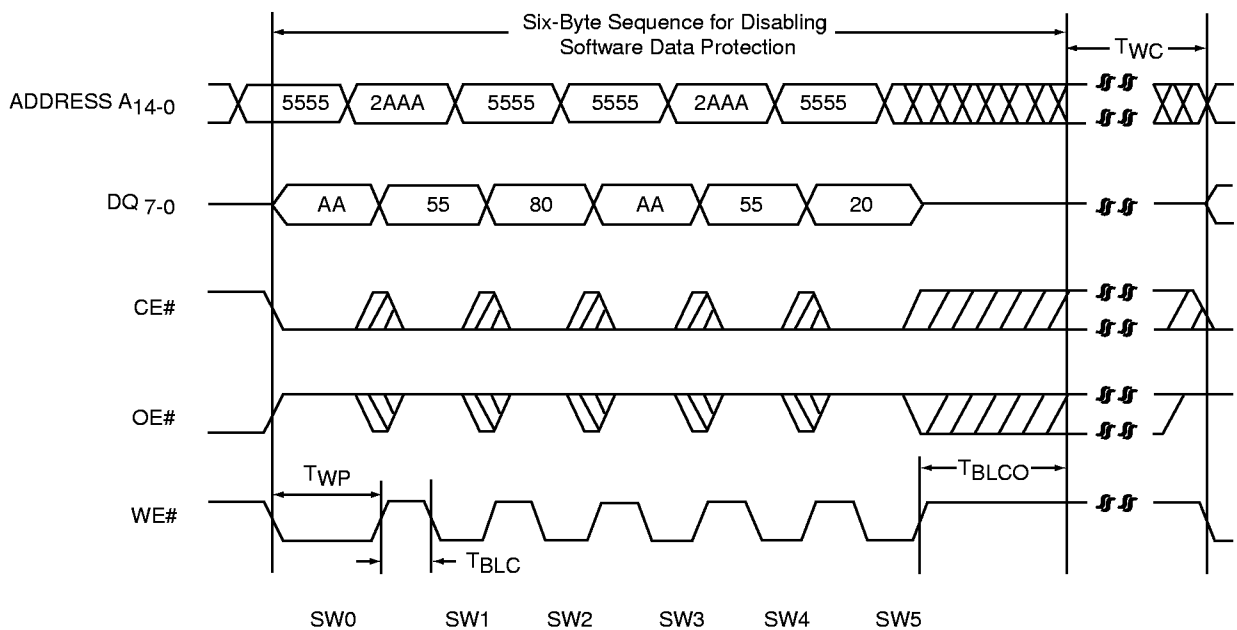 Six-Byte Sequence for Disabling
Software Data Protection
TWC
ADDRESS A14-0
5555 2AAA 5555 5555 2AAA 5555
DQ 7-0
AA 55 80 AA 55 20
CE#
OE#
TWP
TBLCO
WE#
TBLC
SW0 SW1 SW2 SW3 SW4 SW5